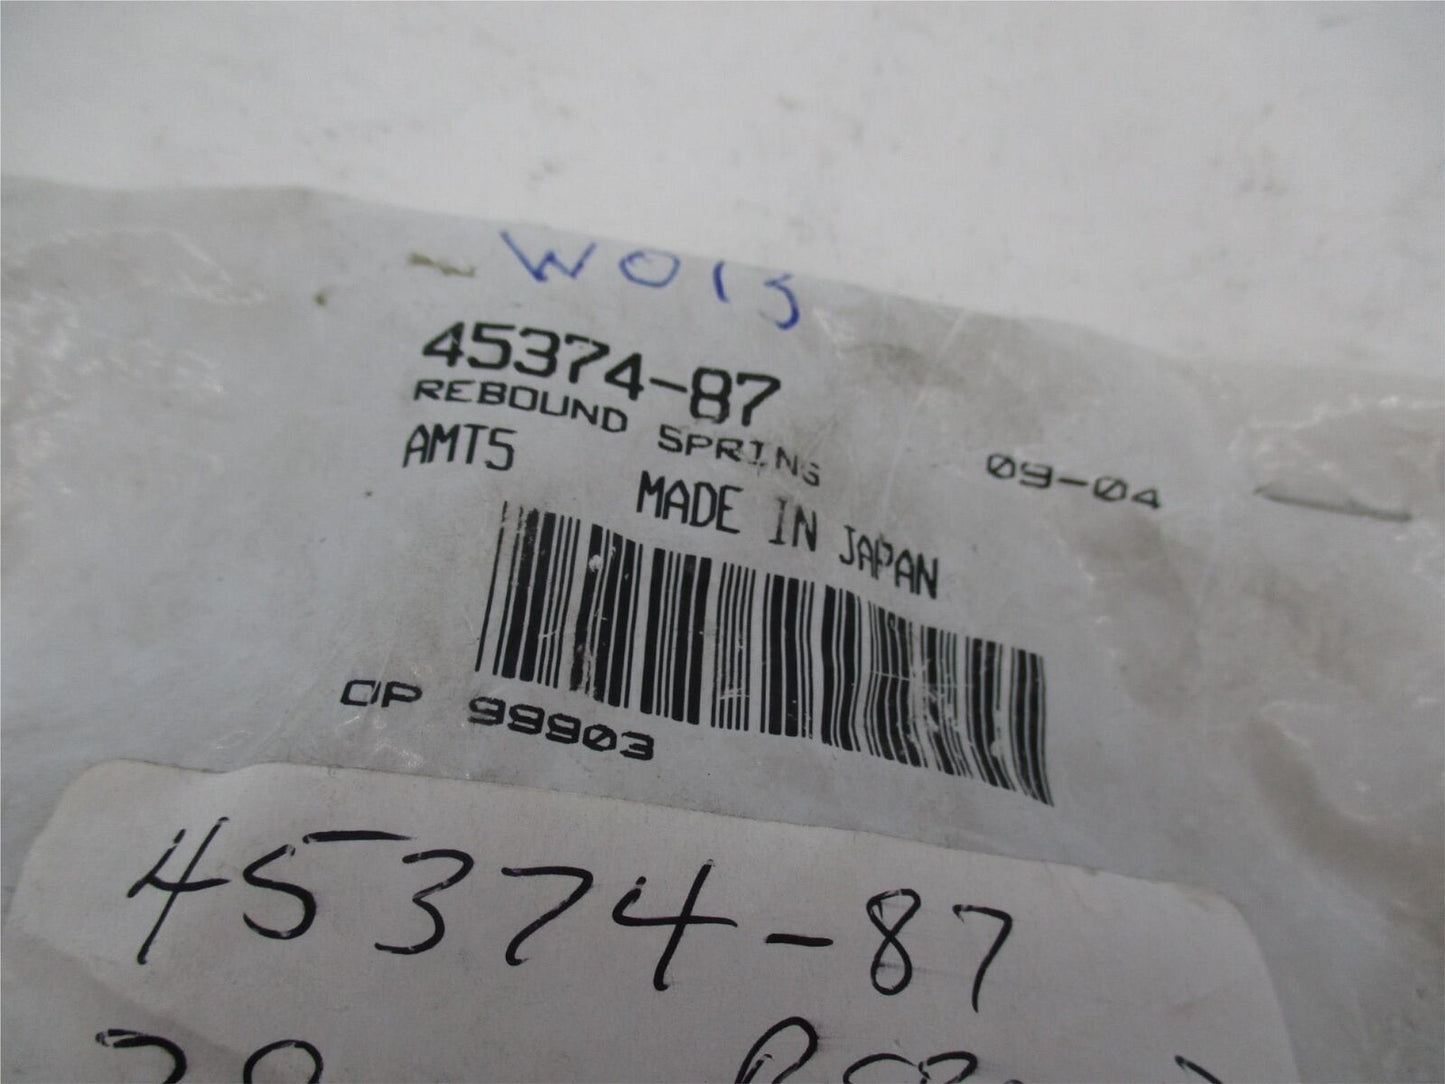 W013
45374-87
REBOUND SPRING
09-04
AMT5
MADE IN JAPAN
OP 99903
45374-87